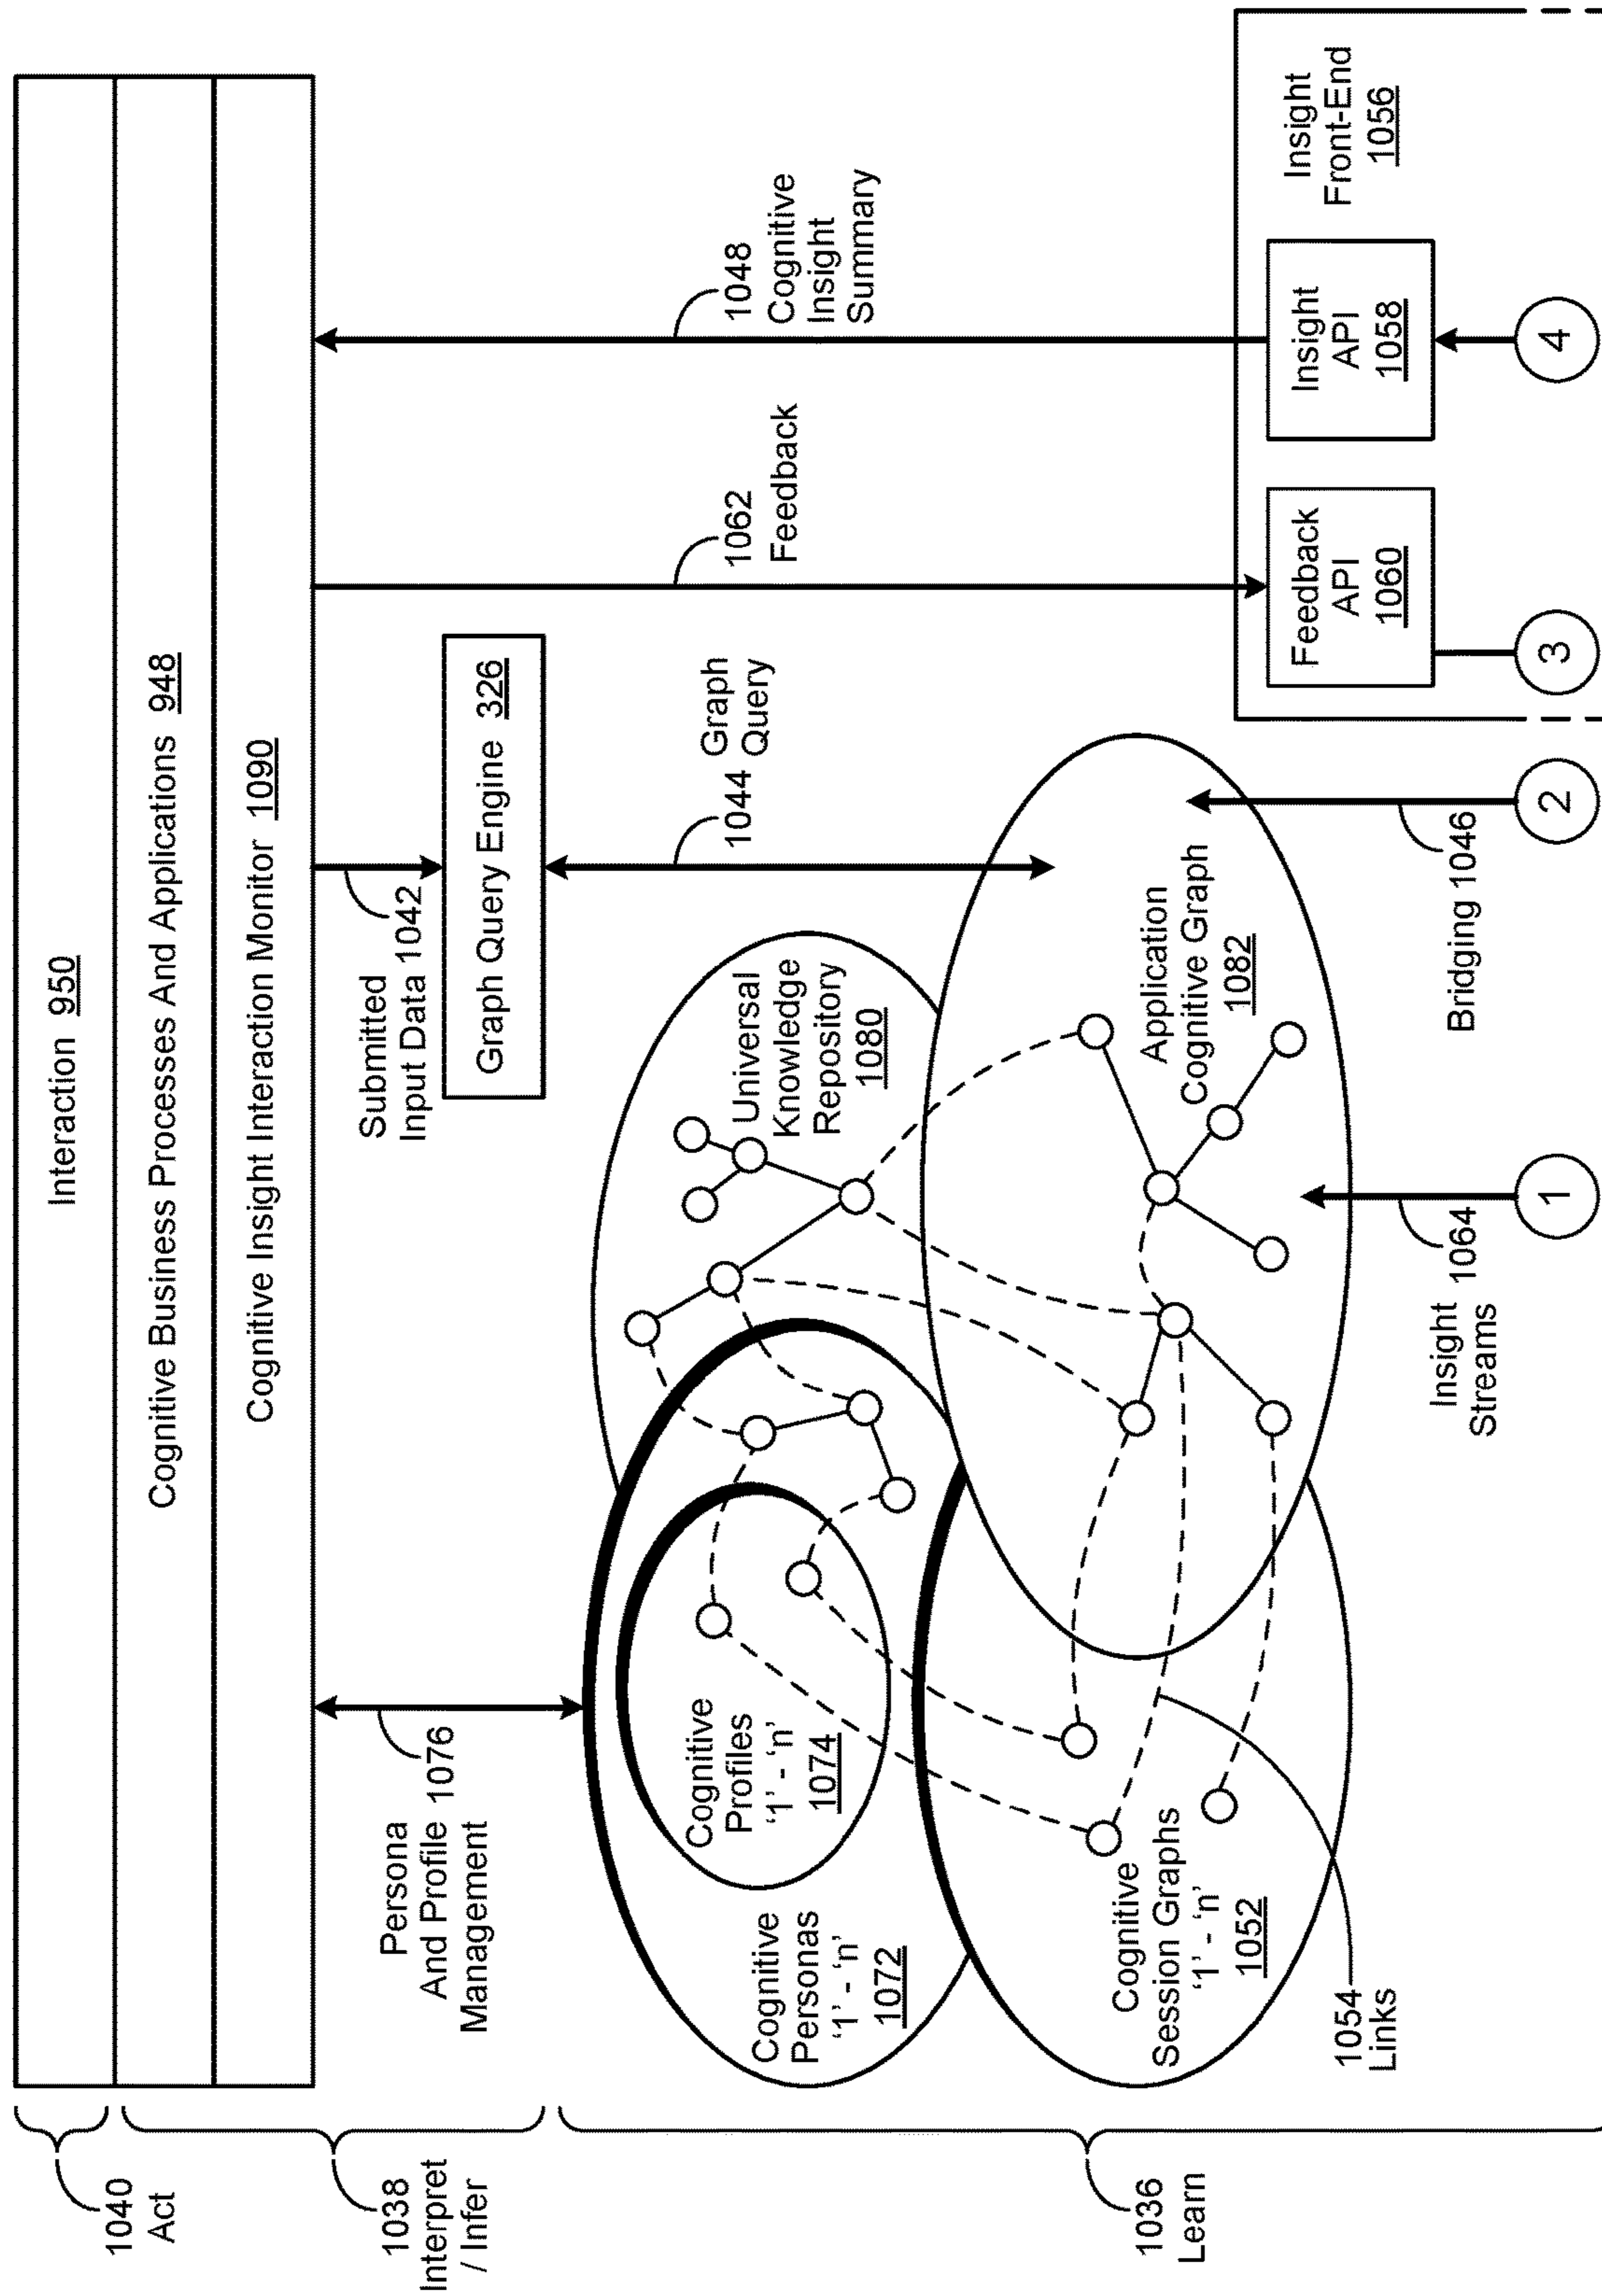 1040
Act
Interaction 950
1038
Interpret
/ Infer
Cognitive Business Processes And Applications 948
Cognitive Insight Interaction Monitor 1090
Persona
And Profile 1076
Management
Submitted
Input Data 1042
Graph Query Engine 326
1044 Graph
Query
1062
Feedback
1048
Cognitive
Insight
Summary
1036
Learn
Cognitive
Personas
'1' - 'n'
1072
Cognitive
Profiles
'1' - 'n'
1074
Universal
Knowledge
Repository
1080
Cognitive
Session Graphs
'1' - 'n'
1052
1054
Links
Application
Cognitive Graph
1082
Insight
Streams
1064
Bridging 1046
Feedback
API
1060
Insight
API
1058
Insight
Front-End
1056
1
2
3
4